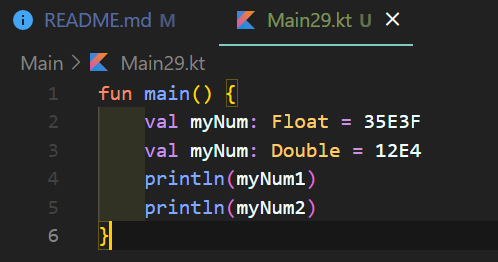 README.md U Main29.kt U ×
Main > Main29.kt
1 fun main() {
2 val myNum: Float = 35E3F
3 val myNum: Double = 12E4
4 println(myNum1)
5 println(myNum2)
6 }